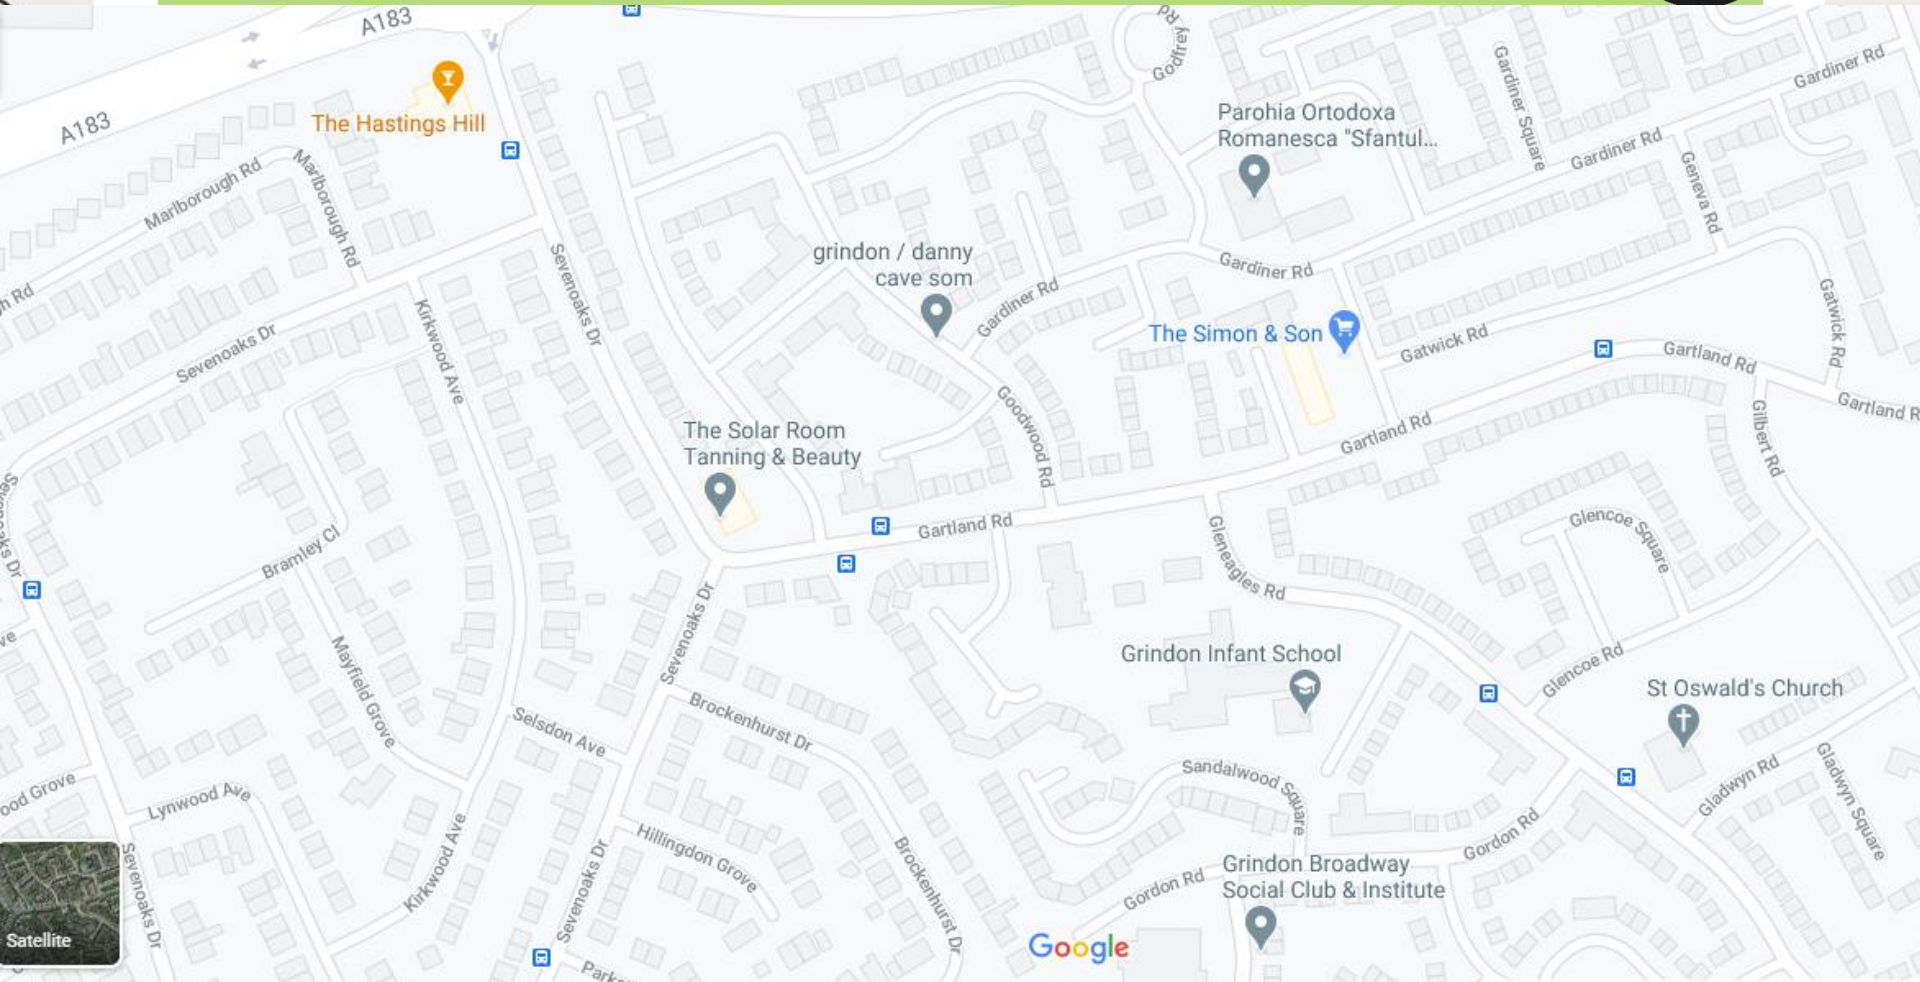 A183
A183
The Hastings Hill
Godfrey Rd
Gardiner Square
Gardiner Rd
Parohia Ortodoxa
Romanesca "Sfantul...
Gardiner Rd
Marlborough Rd
Marlborough Rd
Geneva Rd
grindon / danny
cave som
Gardiner Rd
Gardiner Rd
Sevenoaks Dr
Gatwick Rd
Kirkwood Ave
The Simon & Son
Gatwick Rd
Gartland Rd
Sevenoaks Dr
Gartland R
Goodwood Rd
Gartland Rd
Gilbert Rd
The Solar Room
Tanning & Beauty
Gartland Rd
Glencoe Square
Gleneagles Rd
Bramley Cl
Sevenoaks Dr
Mayfield Grove
Grindon Infant School
Glencoe Rd
St Oswald's Church
Brockenhurst Dr
Selsdon Ave
Sandalwood Square
Gladwyn Rd
Gladwyn Square
Lynwood Ave
ood Grove
Kirkwood Ave
Hillingdon Grove
Brockenhurst Dr
Gordon Rd
Gordon Rd
Grindon Broadway
Social Club & Institute
Sevenoaks Dr
Sevenoaks Dr
Satellite
Google